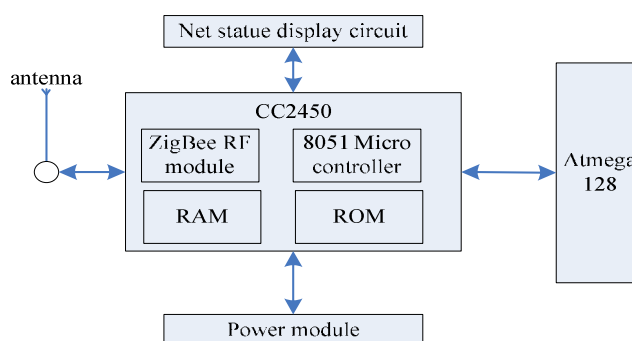 Net statue display circuit
antenna
CC2450
ZigBee RF
module
8051 Micro
controller
RAM
ROM
Atmega
128
Power module